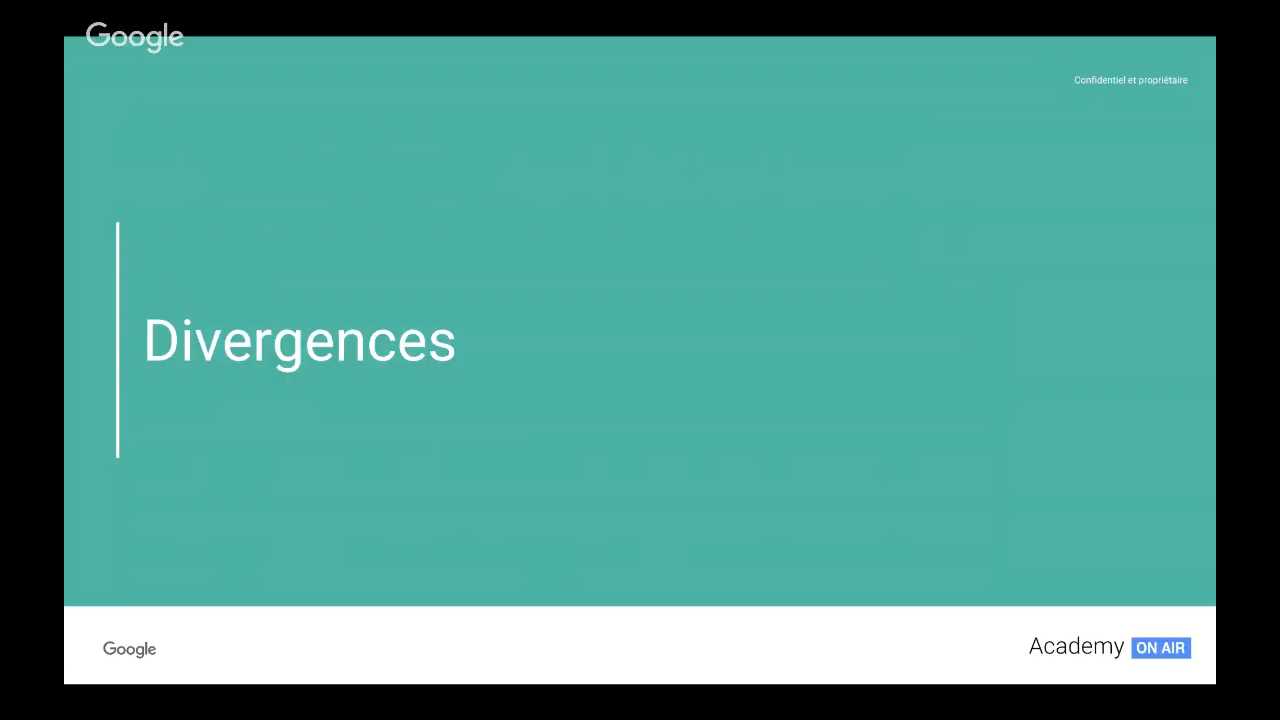 Google
Confidentiel et propriétaire
Divergences
Google
Academy ON AIR